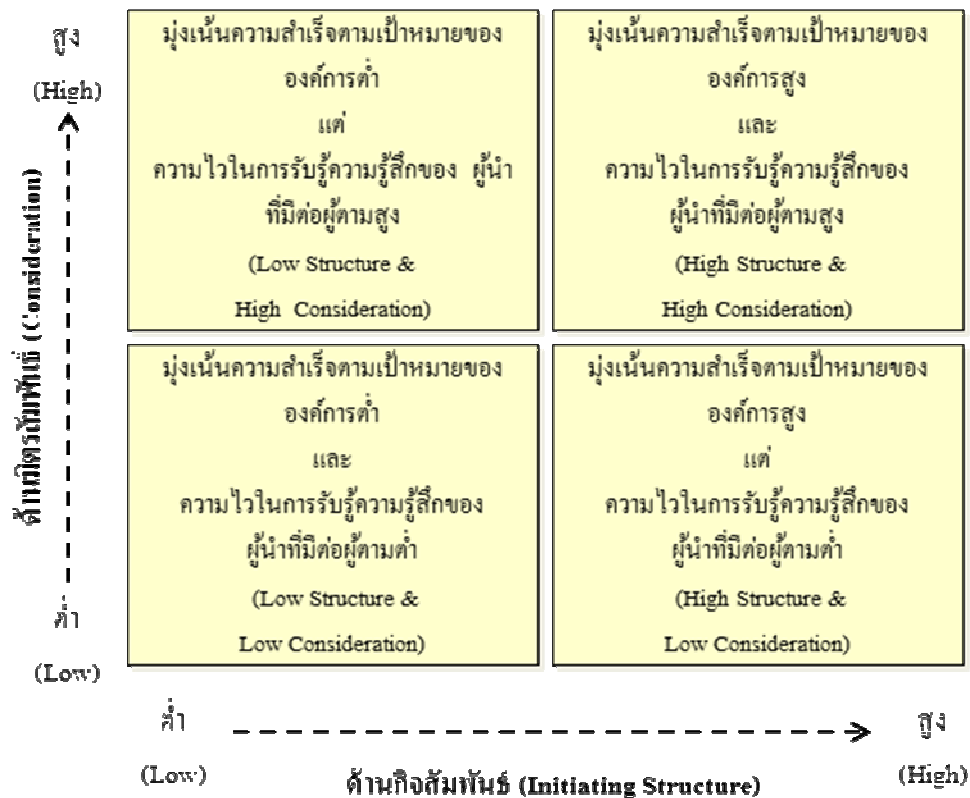 สูง
(High)
ด้านมิตรสัมพันธ์ (Consideration)
ต่ำ
(Low)
มุ่งเน้นความสำเร็จตามเป้าหมายของ
องค์การต่ำ
แต่
ความไวในการรับรู้ความรู้สึกของ ผู้นำ
ที่มีต่อผู้ตามสูง
(Low Structure &
High Consideration)
มุ่งเน้นความสำเร็จตามเป้าหมายของ
องค์การสูง
และ
ความไวในการรับรู้ความรู้สึกของ
ผู้นำที่มีต่อผู้ตามสูง
(High Structure &
High Consideration)
มุ่งเน้นความสำเร็จตามเป้าหมายของ
องค์การต่ำ
และ
ความไวในการรับรู้ความรู้สึกของ
ผู้นำที่มีต่อผู้ตามต่ำ
(Low Structure &
Low Consideration)
มุ่งเน้นความสำเร็จตามเป้าหมายของ
องค์การสูง
แต่
ความไวในการรับรู้ความรู้สึกของ
ผู้นำที่มีต่อผู้ตามต่ำ
(High Structure &
Low Consideration)
ต่ำ
(Low)
ด้านกิจสัมพันธ์ (Initiating Structure)
สูง
(High)